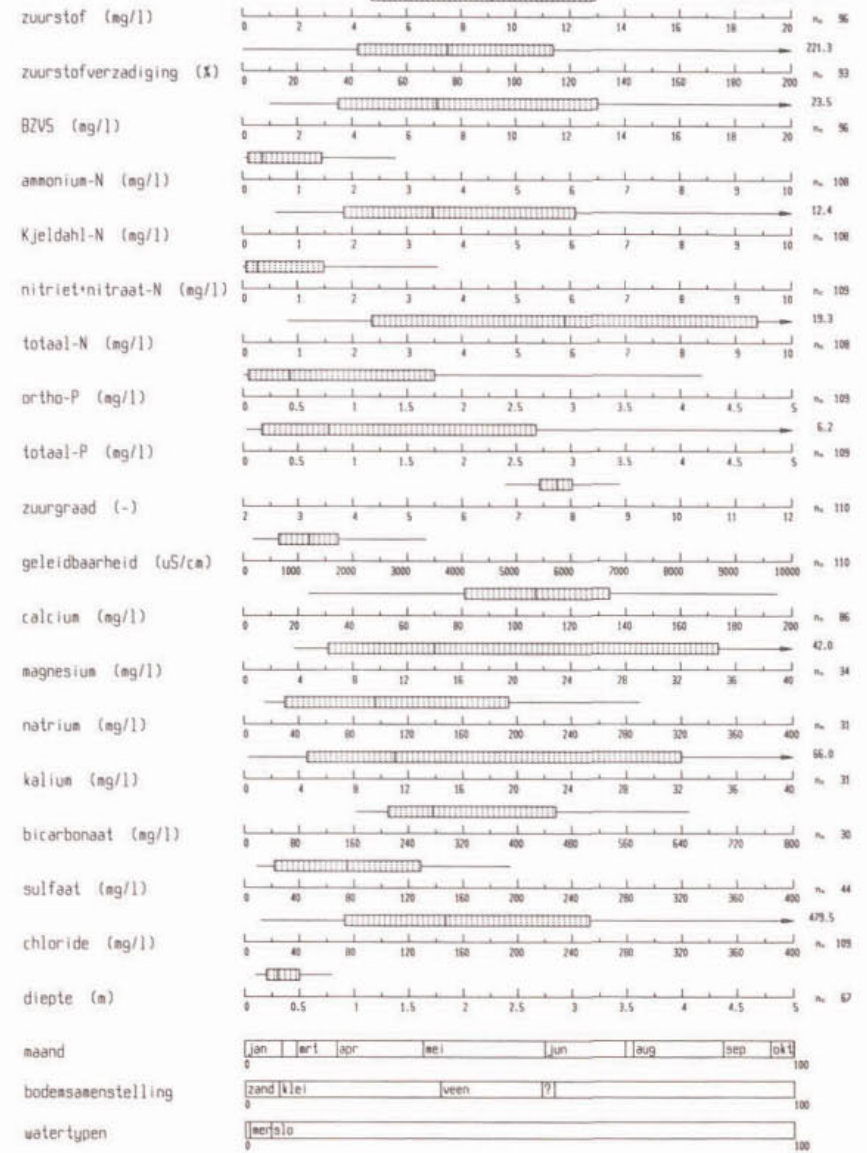 zuurstof (mg/l) 0 2 4 6 8 10 12 14 16 18 20 n= 96
221.3
zuurstofverzadiging (%) 0 20 40 60 80 100 120 140 160 180 200 n= 93
23.5
BZV5 (mg/l) 0 2 4 6 8 10 12 14 16 18 20 n= 96
ammonium-N (mg/l) 0 1 2 3 4 5 6 7 8 9 10 n= 108
12.4
Kjeldahl-N (mg/l) 0 1 2 3 4 5 6 7 8 9 10 n= 108
nitriet+nitraat-N (mg/l) 0 1 2 3 4 5 6 7 8 9 10 n= 109
19.3
totaal-N (mg/l) 0 1 2 3 4 5 6 7 8 9 10 n= 108
ortho-P (mg/l) 0 0.5 1 1.5 2 2.5 3 3.5 4 4.5 5 n= 109
6.2
totaal-P (mg/l) 0 0.5 1 1.5 2 2.5 3 3.5 4 4.5 5 n= 109
zuurgraad (-) 2 3 4 5 6 7 8 9 10 11 12 n= 110
geleidbaarheid (uS/cm) 0 1000 2000 3000 4000 5000 6000 7000 8000 9000 10000 n= 110
calcium (mg/l) 0 20 40 60 80 100 120 140 160 180 200 n= 86
42.0
magnesium (mg/l) 0 4 8 12 16 20 24 28 32 36 40 n= 34
natrium (mg/l) 0 40 80 120 160 200 240 280 320 360 400 n= 31
66.0
kalium (mg/l) 0 4 8 12 16 20 24 28 32 36 40 n= 31
bicarbonaat (mg/l) 0 80 160 240 320 400 480 560 640 720 800 n= 30
sulfaat (mg/l) 0 40 80 120 160 200 240 280 320 360 400 n= 44
479.5
chloride (mg/l) 0 40 80 120 160 200 240 280 320 360 400 n= 109
diepte (m) 0 0.5 1 1.5 2 2.5 3 3.5 4 4.5 5 n= 67
maand jan mrt apr mei jun aug sep okt
0 100
bodemsamenstelling zand klei veen ?
0 100
watertypen mer slo
0 100